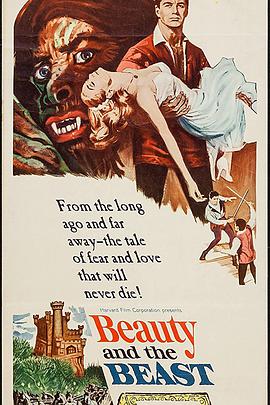 From the long
ago and far
away—the tale
of fear and love
that will
never die!
Harvard Film Corporation presents
Beauty
and the
BEAST